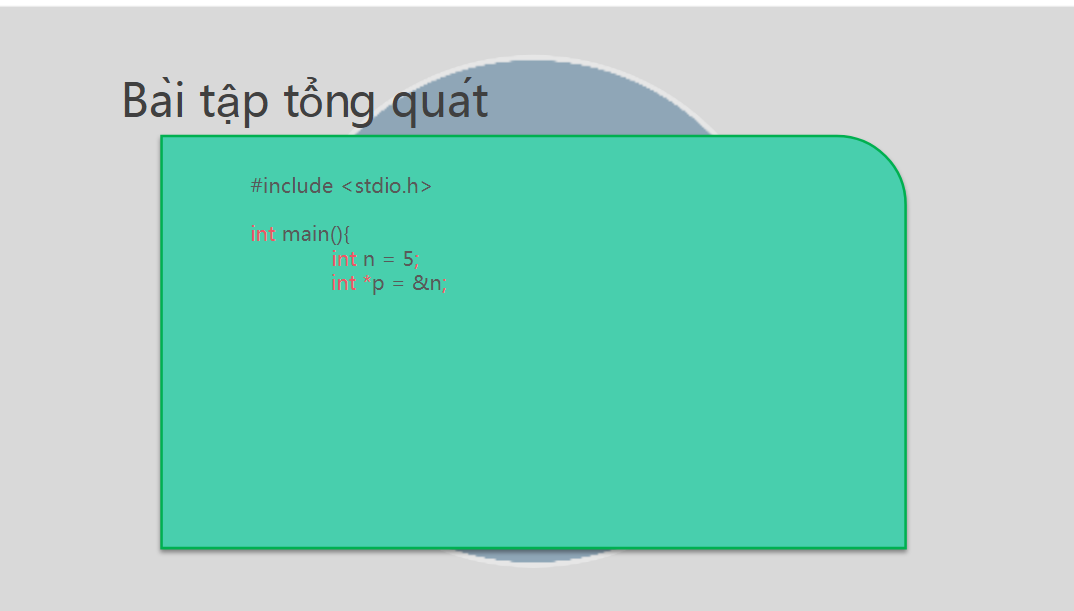 Bài tập tổng quát
#include <stdio.h>
int main(){
int n = 5;
int *p = &n;